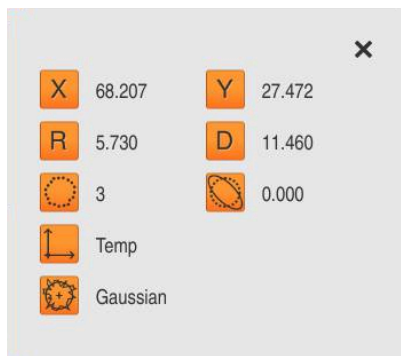 X 68.207 Y 27.472
R 5.730 D 11.460
3 0.000
Temp
Gaussian